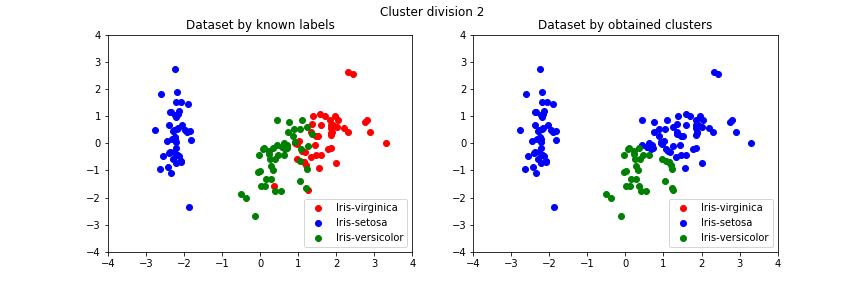 Cluster division 2
Dataset by known labels
4
3
2
1
0
−1
−2
−3
−4
−4 −3 −2 −1 0 1 2 3 4
Iris-virginica
Iris-setosa
Iris-versicolor
Dataset by obtained clusters
4
3
2
1
0
−1
−2
−3
−4
−4 −3 −2 −1 0 1 2 3 4
Iris-virginica
Iris-setosa
Iris-versicolor